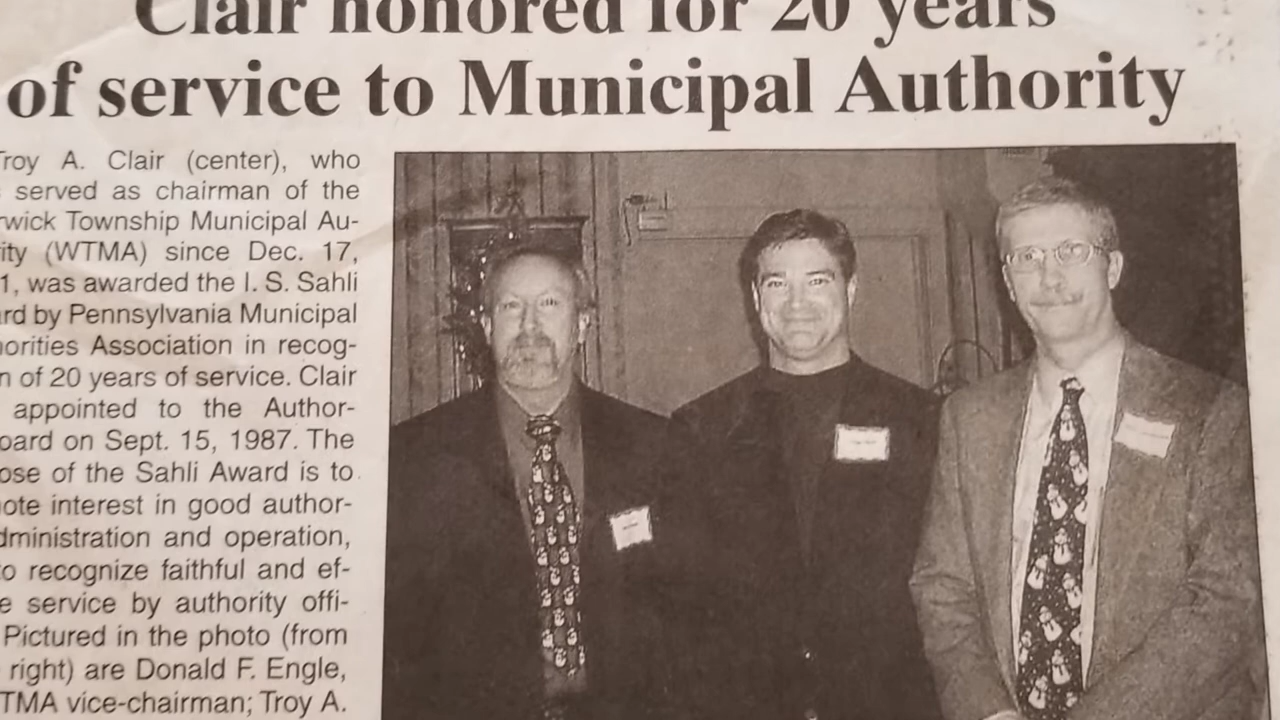 Clair honored for 20 years
of service to Municipal Authority
Troy A. Clair (center), who
s served as chairman of the
rwick Township Municipal Au-
ity (WTMA) since Dec. 17,
1, was awarded the I. S. Sahli
ard by Pennsylvania Municipal
horities Association in recog-
n of 20 years of service. Clair
appointed to the Author-
oard on Sept. 15, 1987. The
ose of the Sahli Award is to
ote interest in good author-
dministration and operation,
to recognize faithful and ef-
e service by authority offi-
Pictured in the photo (from
right) are Donald F. Engle,
TMA vice-chairman; Troy A.